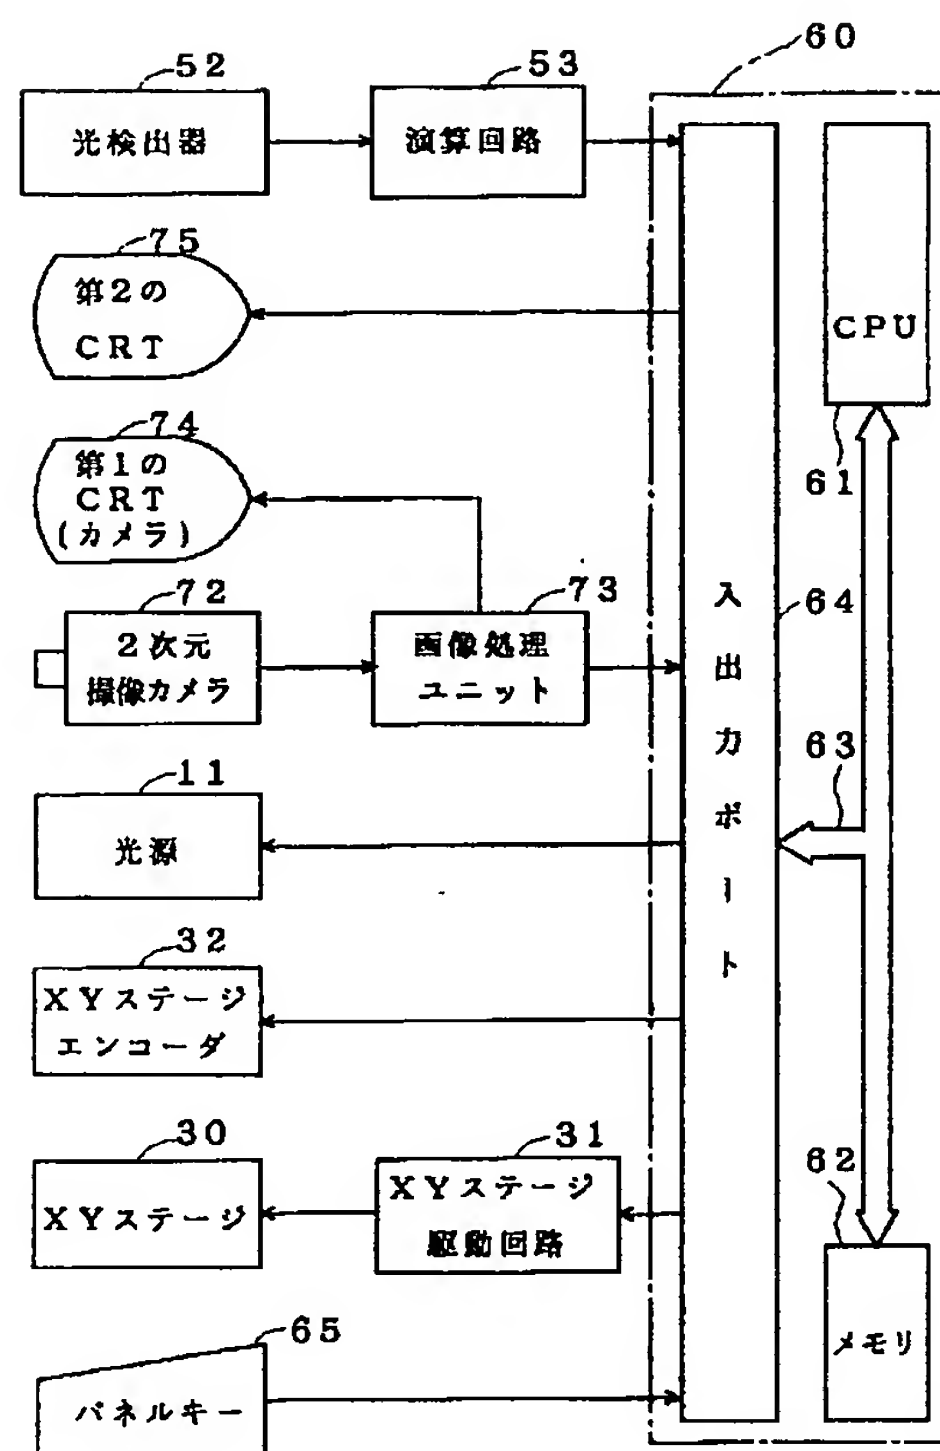 60
52
53
光検出器
演算回路
75
第2の
CRT
CPU
74
第1の
CRT
(カメラ)
61
72
73
2次元
撮像カメラ
画像処理
ユニット
入出力ポート
64
63
11
光源
32
XYステージ
エンコーダ
30
31
XYステージ
XYステージ
駆動回路
62
メモリ
65
パネルキー